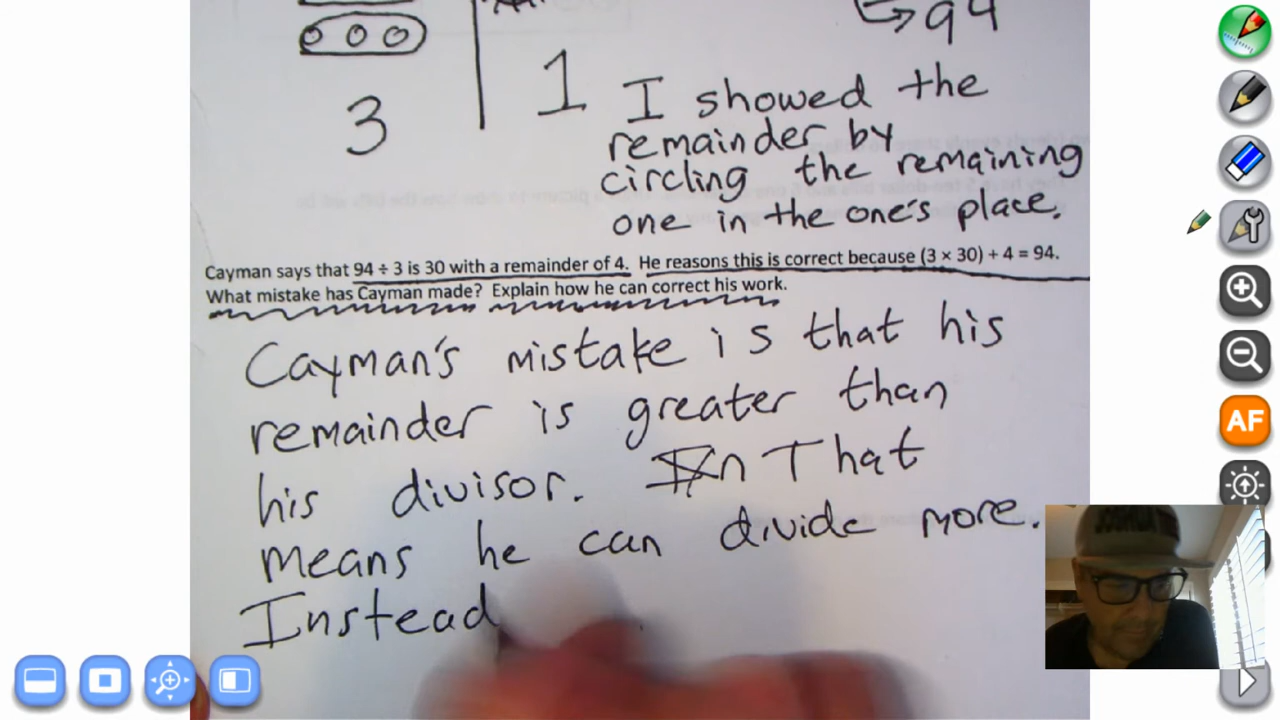 94
3
1
I showed the
remainder by
circling the remaining
one in the one's place.
Cayman says that 94 ÷ 3 is 30 with a remainder of 4. He reasons this is correct because (3 × 30) + 4 = 94.
What mistake has Cayman made? Explain how he can correct his work.
Cayman's mistake is that his
remainder is greater than
his divisor. That
means he can divide more.
Instead
AF
JOSHUA